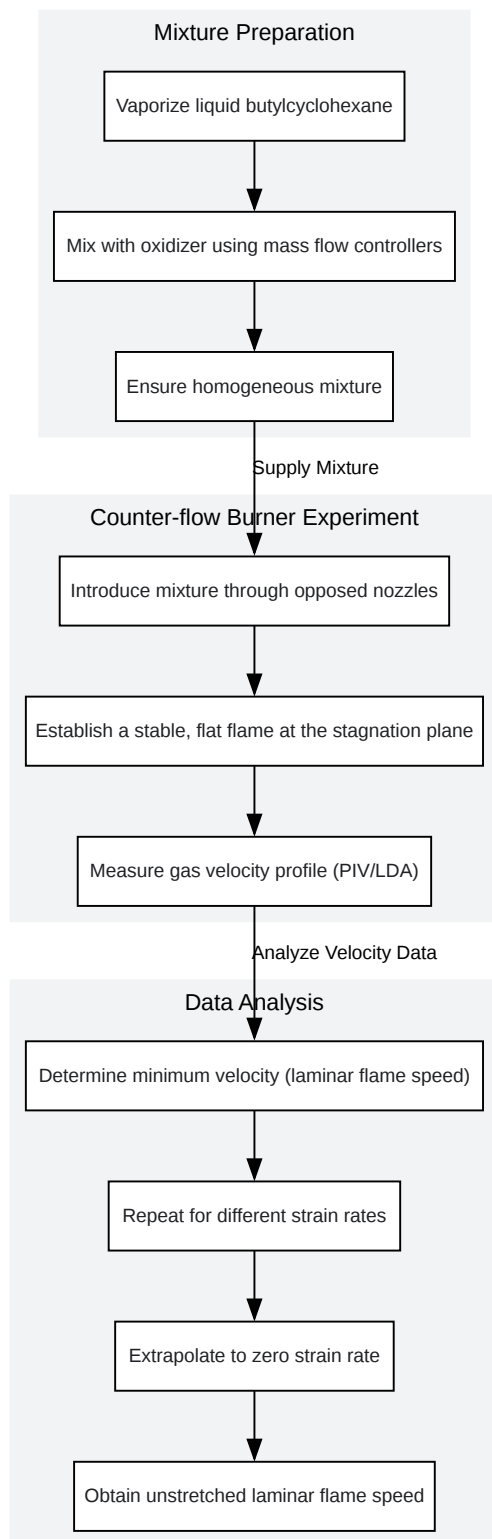 Mixture Preparation
Vaporize liquid butylcyclohexane
Mix with oxidizer using mass flow controllers
Ensure homogeneous mixture
Supply Mixture
Counter-flow Burner Experiment
Introduce mixture through opposed nozzles
Establish a stable, flat flame at the stagnation plane
Measure gas velocity profile (PIV/LDA)
Analyze Velocity Data
Data Analysis
Determine minimum velocity (laminar flame speed)
Repeat for different strain rates
Extrapolate to zero strain rate
Obtain unstretched laminar flame speed